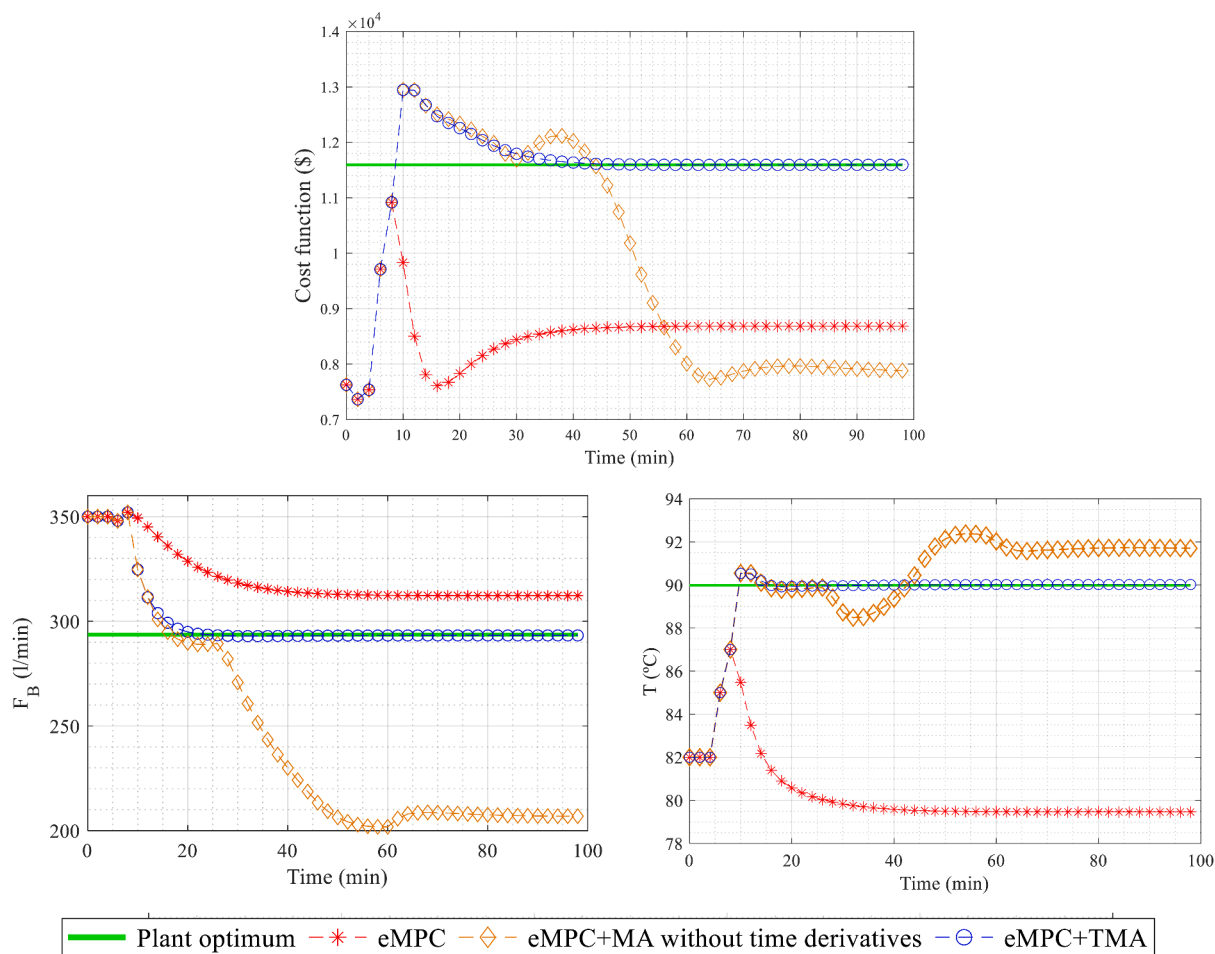 ×10⁴
1.4
1.3
1.2
1.1
1
0.9
0.8
0.7
Cost function ($)
0 10 20 30 40 50 60 70 80 90 100
Time (min)
350
300
250
200
F_B (l/min)
0 20 40 60 80 100
Time (min)
94
92
90
88
86
84
82
80
78
T (ºC)
0 20 40 60 80 100
Time (min)
Plant optimum eMPC eMPC+MA without time derivatives eMPC+TMA